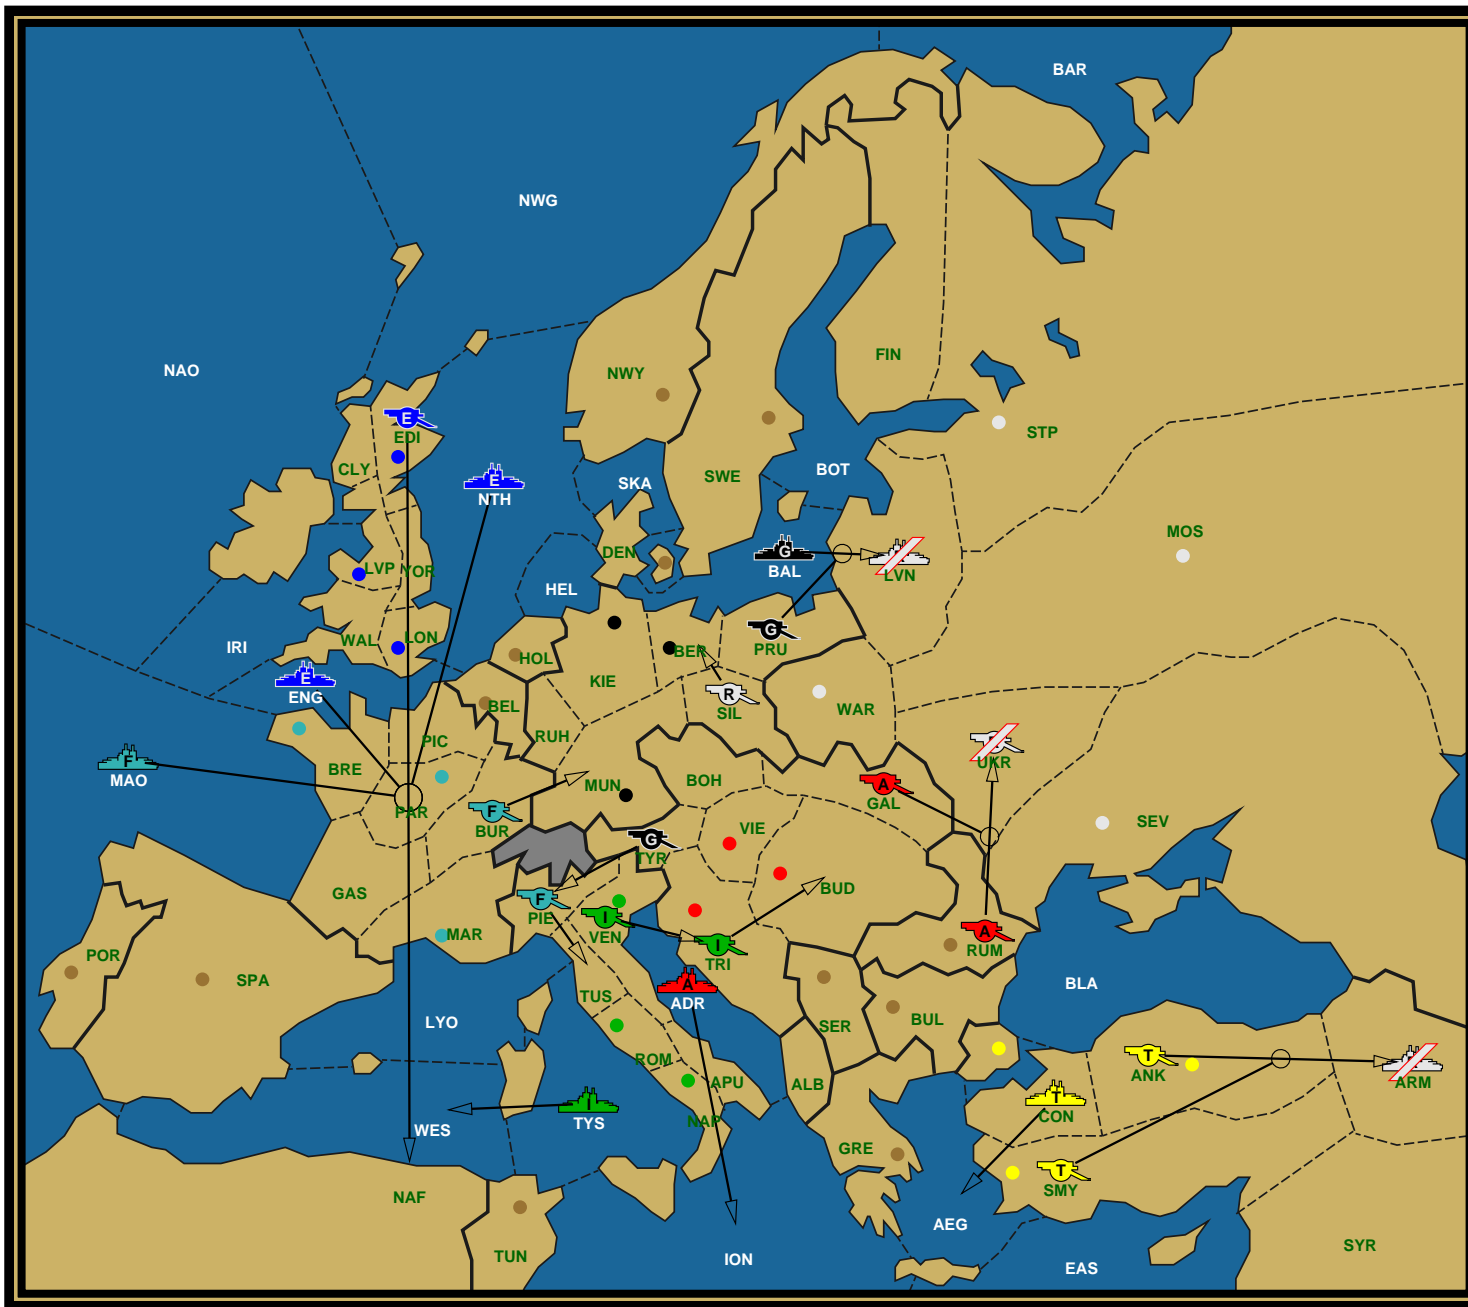 BAR
NWG
NAO
FIN
NWY
E
EDI
STP
CLY
SKA
BOT
SWE
E
NTH
MOS
DEN
G
BAL
LVN
LVP
YOR
HEL
IRI
WAL
LON
G
PRU
HOL
BER
KIE
E
ENG
BEL
R
SIL
WAR
RUH
PIC
BRE
F
MAO
UKR
MUN
BOH
A
GAL
PAR
F
BUR
VIE
SEV
G
TYR
GAS
BUD
F
PIE
I
VEN
MAR
I
TRI
A
RUM
POR
SPA
A
ADR
BLA
TUS
LYO
SER
BUL
ROM
APU
ALB
T
ANK
ARM
I
TYS
T
CON
WES
NAP
GRE
T
SMY
NAF
AEG
TUN
ION
EAS
SYR